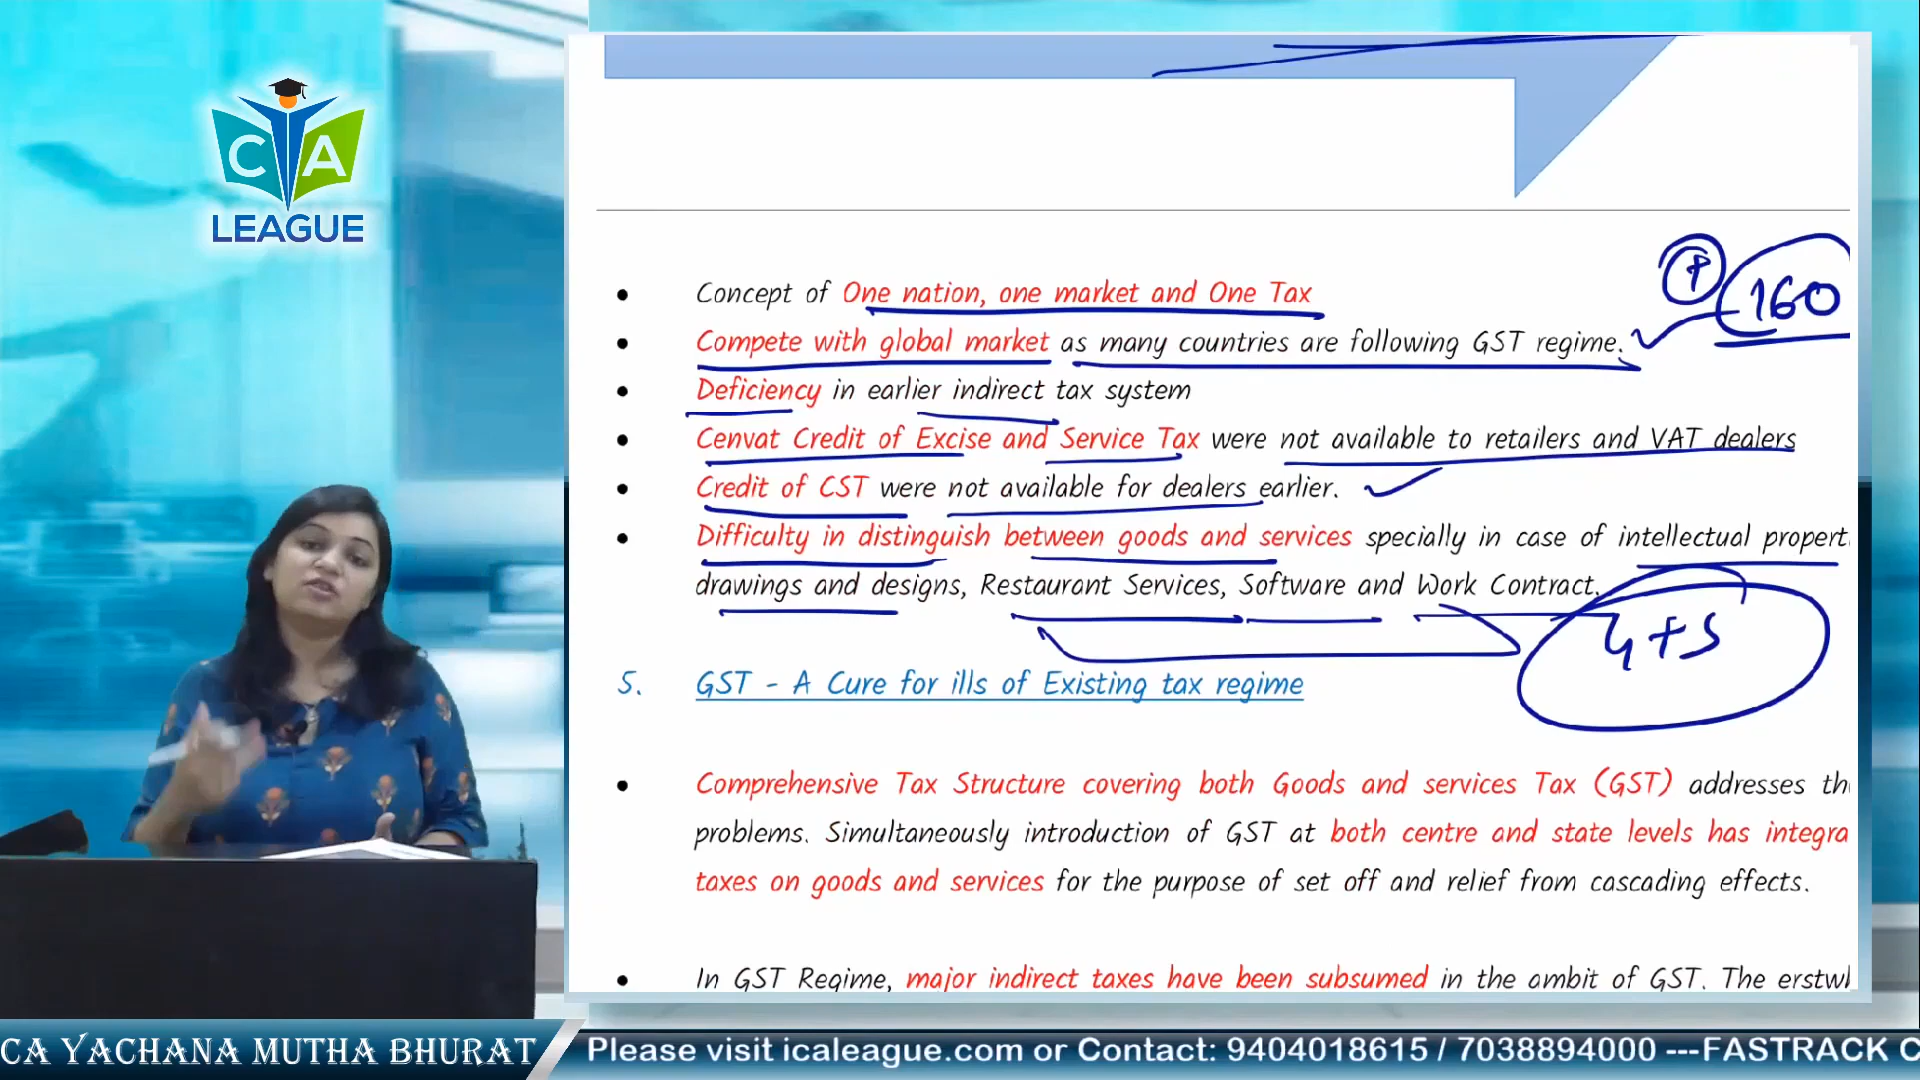 C A
LEAGUE
Concept of One nation, one market and One Tax
160
Compete with global market as many countries are following GST regime.
Deficiency in earlier indirect tax system
Cenvat Credit of Excise and Service Tax were not available to retailers and VAT dealers
Credit of CST were not available for dealers earlier.
Difficulty in distinguish between goods and services specially in case of intellectual propert
drawings and designs, Restaurant Services, Software and Work Contract.
5. GST - A Cure for ills of Existing tax regime
Comprehensive Tax Structure covering both Goods and services Tax (GST) addresses
problems. Simultaneously introduction of GST at both centre and state levels has integra
taxes on goods and services for the purpose of set off and relief from cascading effects.
In GST Regime, major indirect taxes have been subsumed in the ambit of GST. The
CA YACHANA MUTHA BHURAT
Please visit icaleague.com or Contact: 9404018615 / 7038894000 ---FASTRACK C